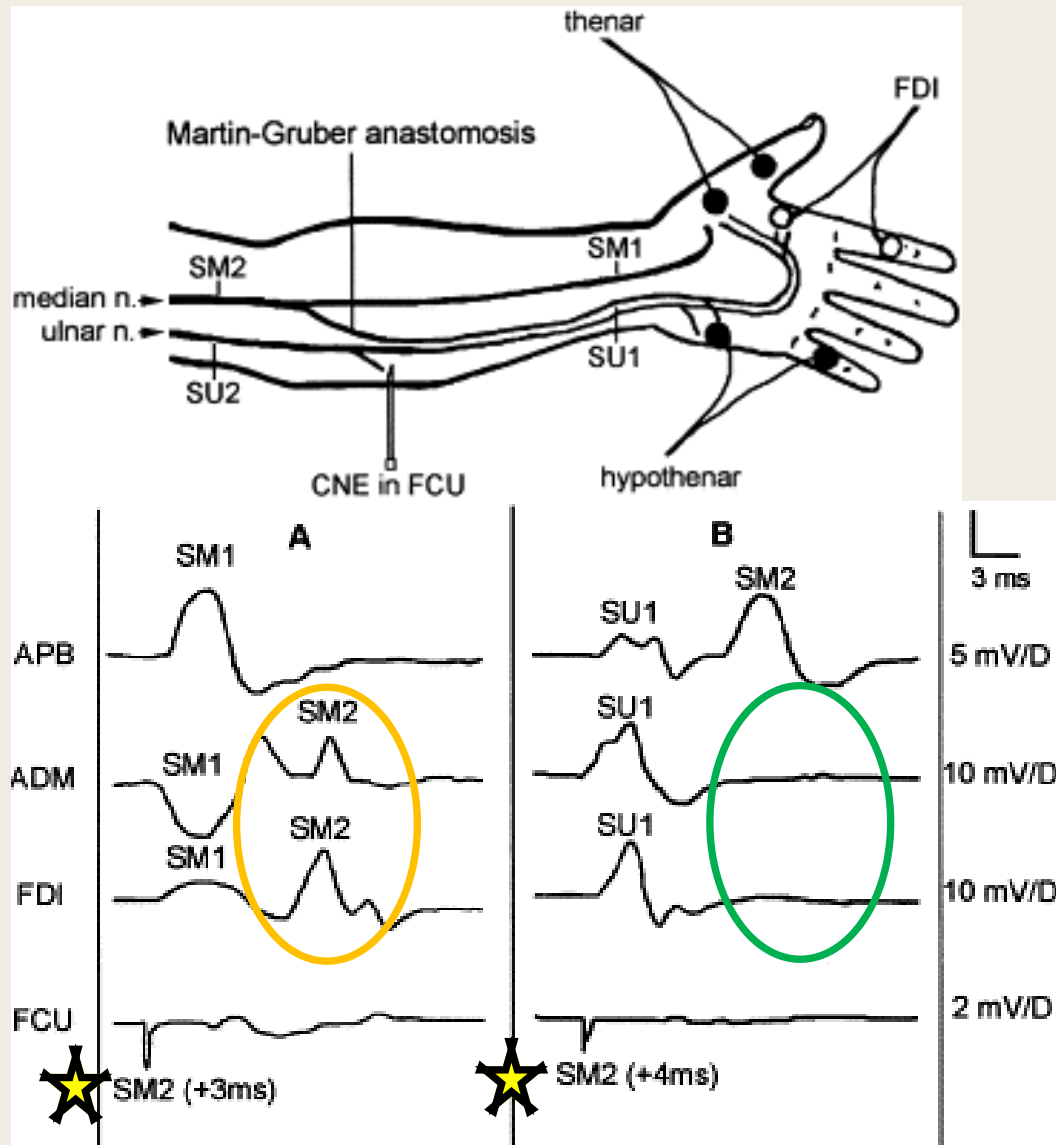 thenar
FDI
Martin-Gruber anastomosis
SM2
SM1
median n.
ulnar n.
SU2
SU1
CNE in FCU
hypothenar
A
B
3 ms
SM1
SU1
SM2
APB
5 mV/D
SM1
SM2
SU1
ADM
10 mV/D
SM1
SM2
SU1
FDI
10 mV/D
FCU
2 mV/D
SM2 (+3ms)
SM2 (+4ms)